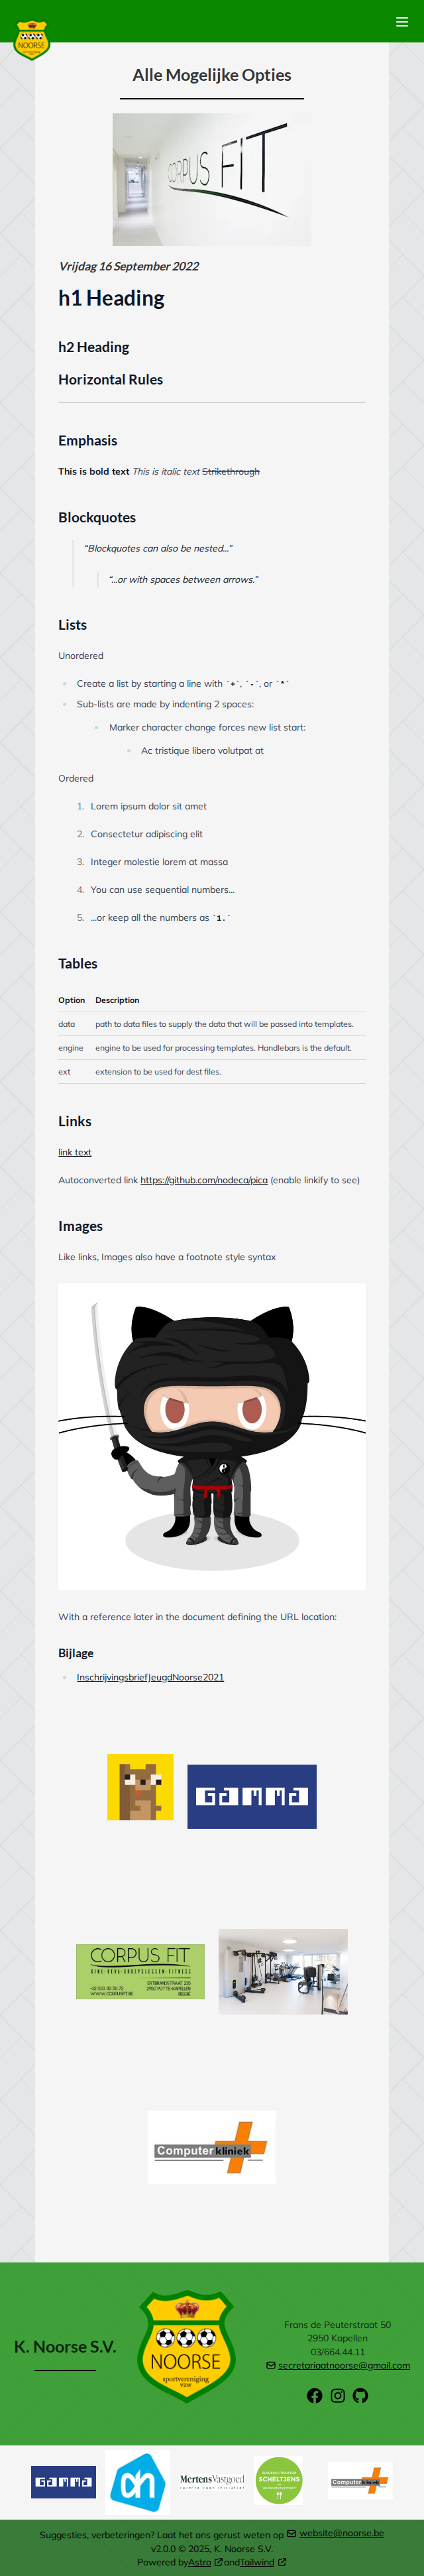 NOORSE
Alle Mogelijke Opties
CORPUS FIT
Vrijdag 16 September 2022
h1 Heading
h2 Heading
Horizontal Rules
Emphasis
This is bold text This is italic text Strikethrough
Blockquotes
“Blockquotes can also be nested...”
“...or with spaces between arrows.”
Lists
Unordered
Create a list by starting a line with `+`, `-`, or `*`
Sub-lists are made by indenting 2 spaces:
Marker character change forces new list start:
Ac tristique libero volutpat at
Ordered
1. Lorem ipsum dolor sit amet
2. Consectetur adipiscing elit
3. Integer molestie lorem at massa
4. You can use sequential numbers...
5. ...or keep all the numbers as `1.`
Tables
Option Description
data path to data files to supply the data that will be passed into templates.
engine engine to be used for processing templates. Handlebars is the default.
ext extension to be used for dest files.
Links
link text
Autoconverted link https://github.com/nodeca/pica (enable linkify to see)
Images
Like links, Images also have a footnote style syntax
With a reference later in the document defining the URL location:
Bijlage
InschrijvingsbriefJeugdNoorse2021
GAMMA
CORPUS FIT
KINE-REVA-GROEPSLESSEN-FITNESS
WWW.CORPUSFIT.BE
BELGIE
Computerkliniek
K. Noorse S.V.
NOORSE
sportvereniging
vzw
Frans de Peuterstraat 50
2950 Kapellen
03/664.44.11
secretariaatnoorse@gmail.com
GAMMA
Mertens Vastgoed
SCHELTJENS
Computerkliniek
Suggesties, verbeteringen? Laat het ons gerust weten op website@noorse.be
v2.0.0 © 2025, K. Noorse S.V.
Powered byAstro andTailwind